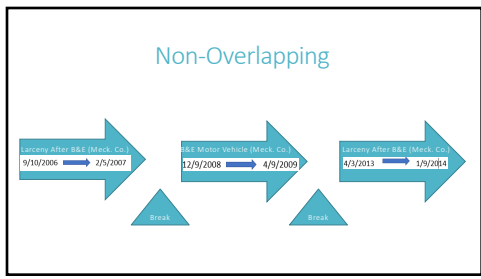 Non-Overlapping
Larceny After B&E (Meck. Co.)
9/10/2006 2/5/2007
B&E Motor Vehicle (Meck. Co.)
12/9/2008 4/9/2009
Larceny After B&E (Meck. Co.)
4/3/2013 1/9/2014
Break
Break